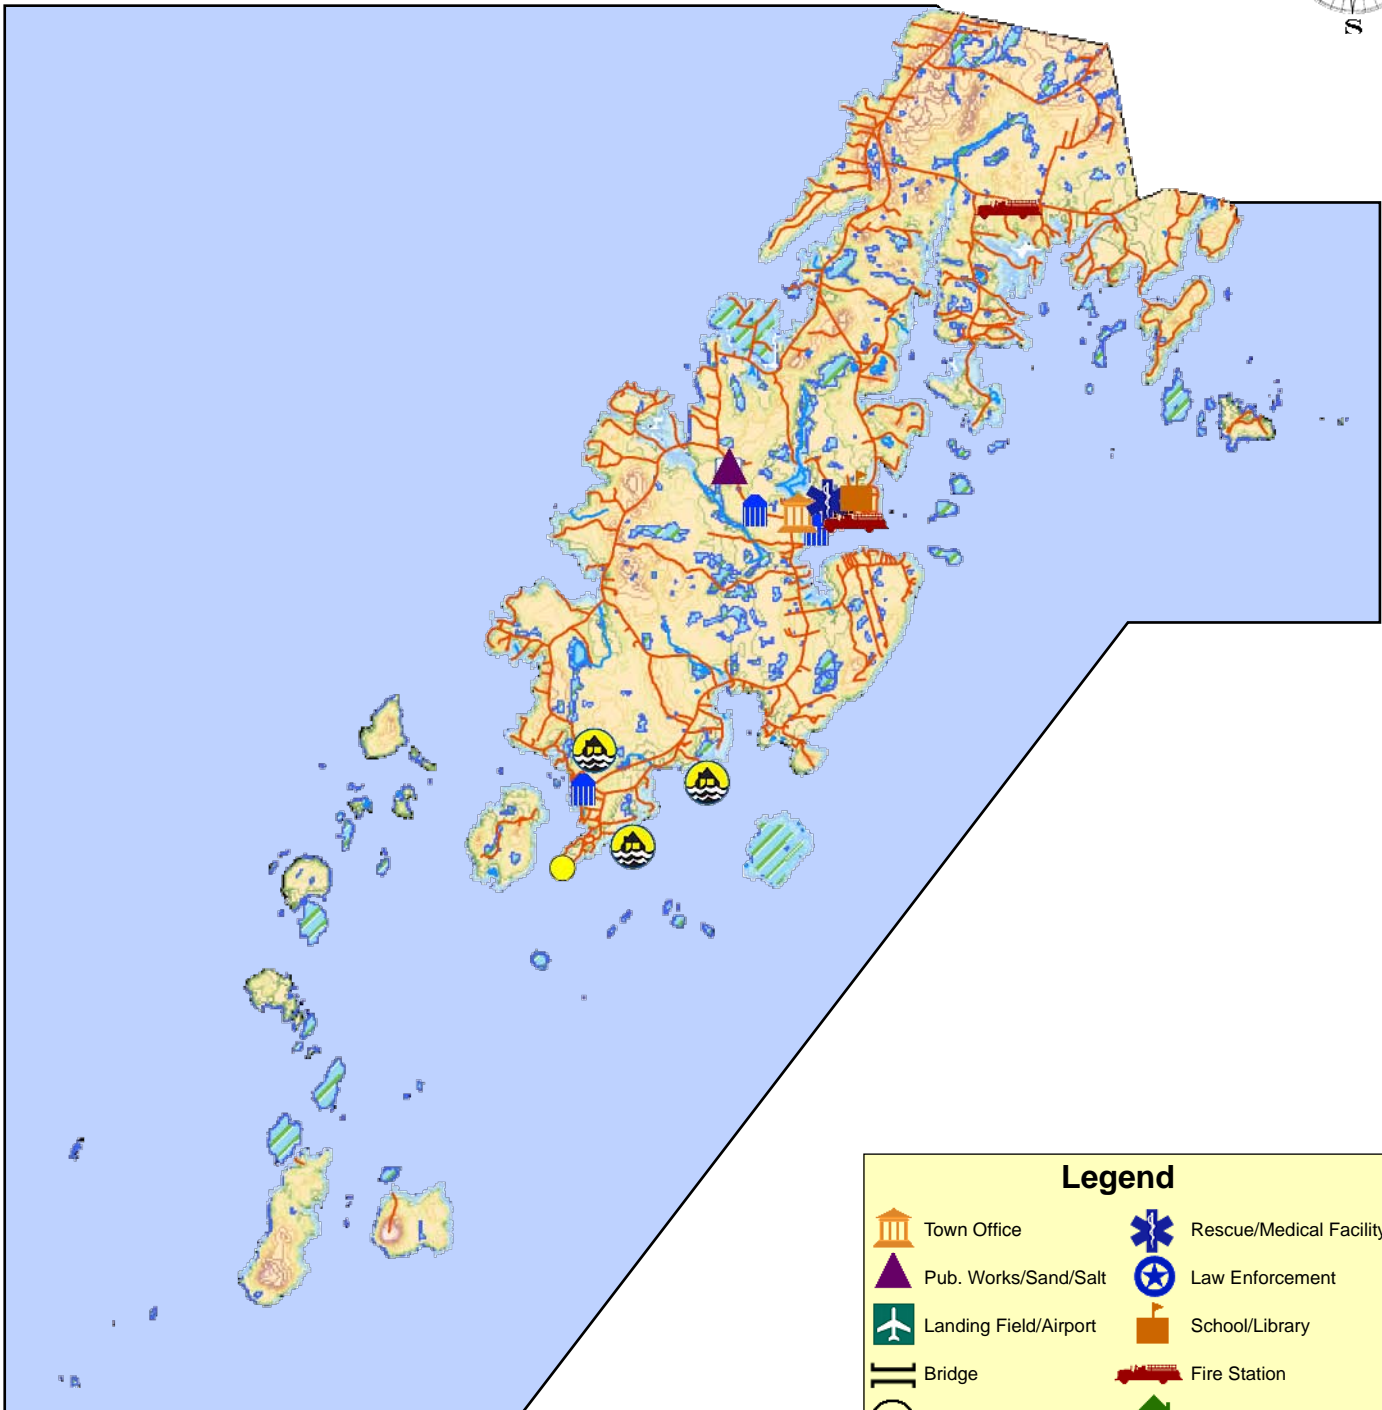 S
Legend
Town Office
Rescue/Medical Facility
Pub. Works/Sand/Salt
Law Enforcement
Landing Field/Airport
School/Library
Bridge
Fire Station